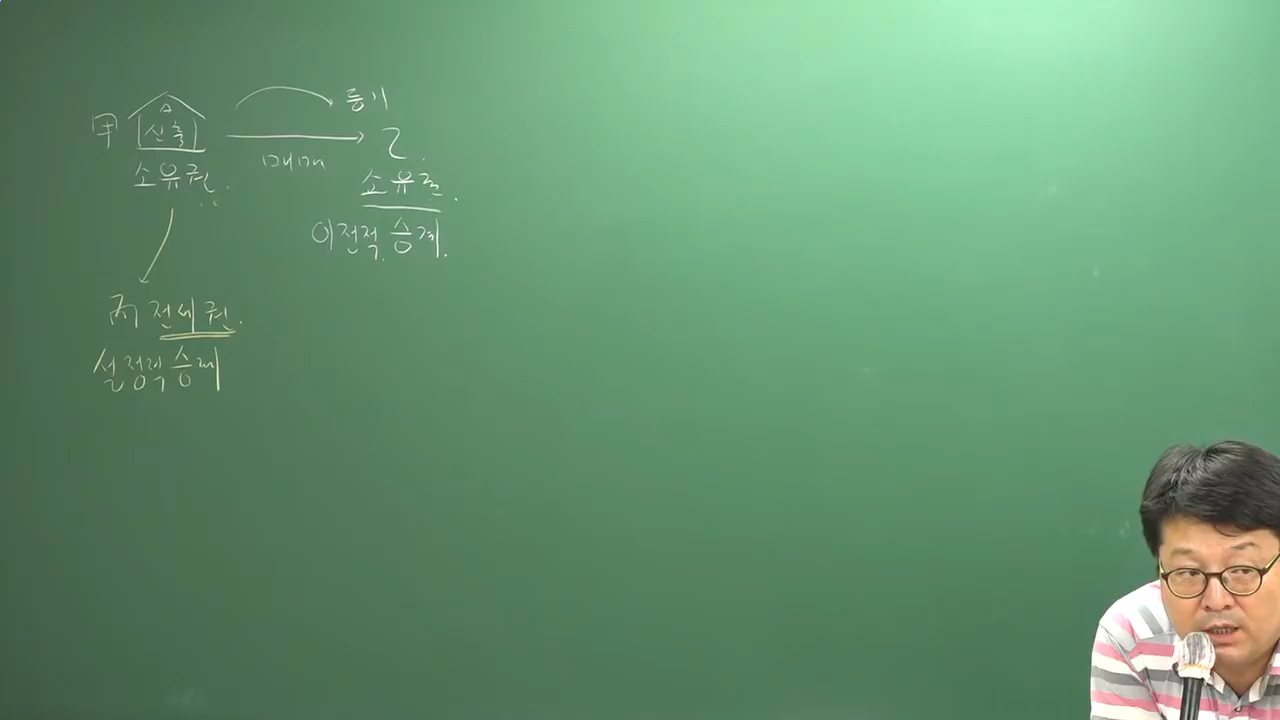 등기
A
甲 신축 乙
매매
소유권
소유권
이전적 승계
丙 전세권
설정적 승계